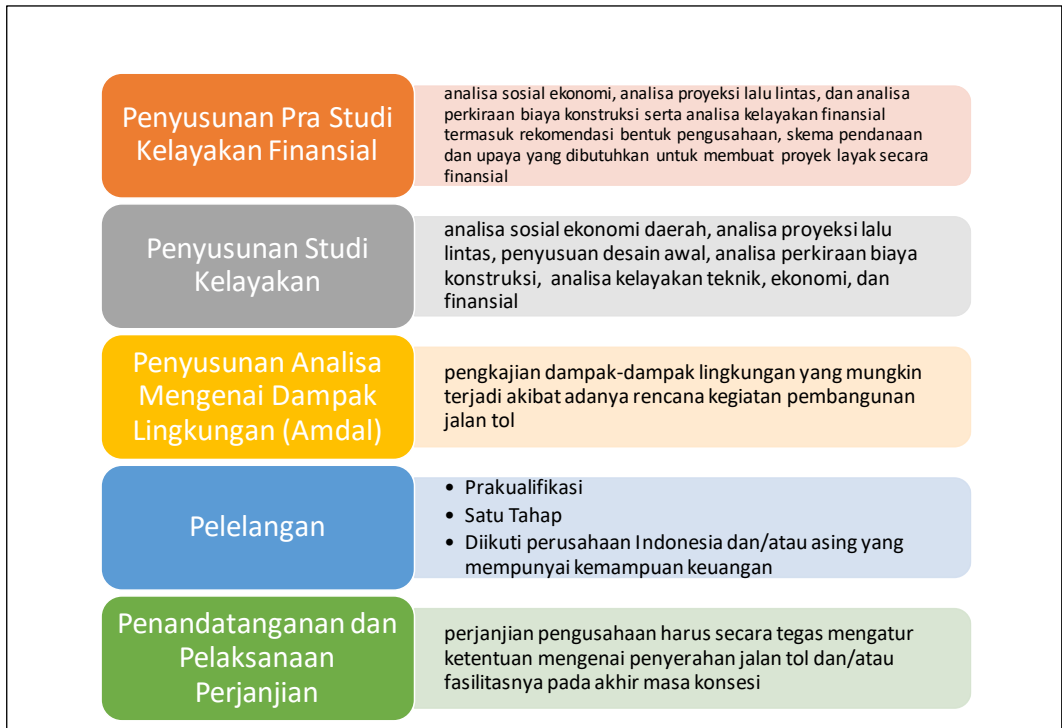 Penyusunan Pra Studi
Kelayakan Finansial
analisa sosial ekonomi, analisa proyeksi lalu lintas, dan analisa
perkiraan biaya konstruksi serta analisa kelayakan finansial
termasuk rekomendasi bentuk pengusahaan, skema pendanaan
dan upaya yang dibutuhkan untuk membuat proyek layak secara
finansial
Penyusunan Studi
Kelayakan
analisa sosial ekonomi daerah, analisa proyeksi lalu
lintas, penyusuan desain awal, analisa perkiraan biaya
konstruksi, analisa kelayakan teknik, ekonomi, dan
finansial
Penyusunan Analisa
Mengenai Dampak
Lingkungan (Amdal)
pengkajian dampak-dampak lingkungan yang mungkin
terjadi akibat adanya rencana kegiatan pembangunan
jalan tol
Pelelangan
• Prakualifikasi
• Satu Tahap
• Diikuti perusahaan Indonesia dan/atau asing yang
mempunyai kemampuan keuangan
Penandatanganan dan
Pelaksanaan
Perjanjian
perjanjian pengusahaan harus secara tegas mengatur
ketentuan mengenai penyerahan jalan tol dan/atau
fasilitasnya pada akhir masa konsesi